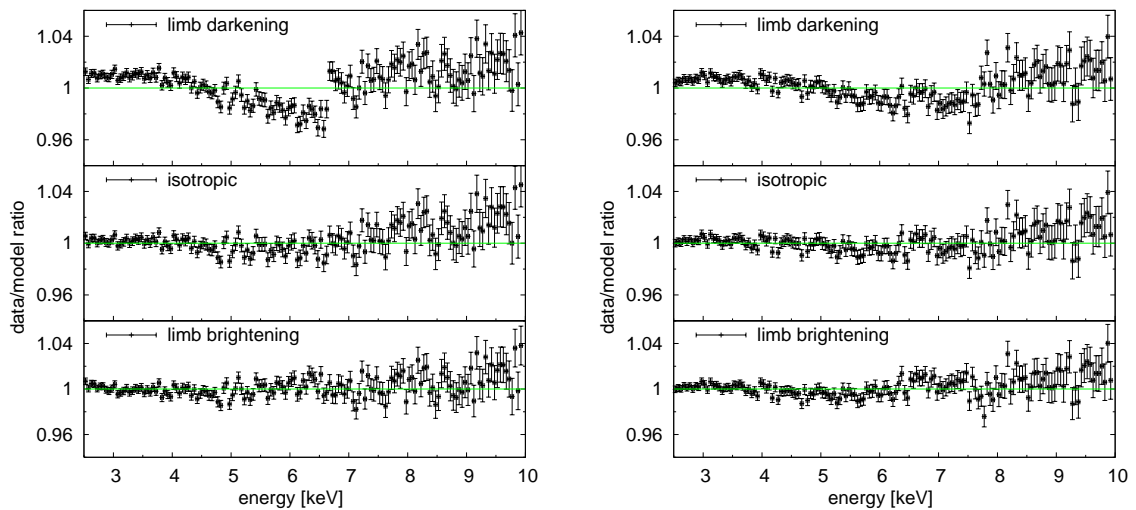 limb darkening
1.04
1
0.96
isotropic
1.04
1
0.96
limb brightening
1.04
1
0.96
data/model ratio
3 4 5 6 7 8 9 10
energy [keV]
limb darkening
1.04
1
0.96
isotropic
1.04
1
0.96
limb brightening
1.04
1
0.96
data/model ratio
3 4 5 6 7 8 9 10
energy [keV]